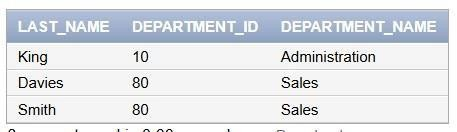 LAST_NAME DEPARTMENT_ID DEPARTMENT_NAME
King 10 Administration
Davies 80 Sales
Smith 80 Sales